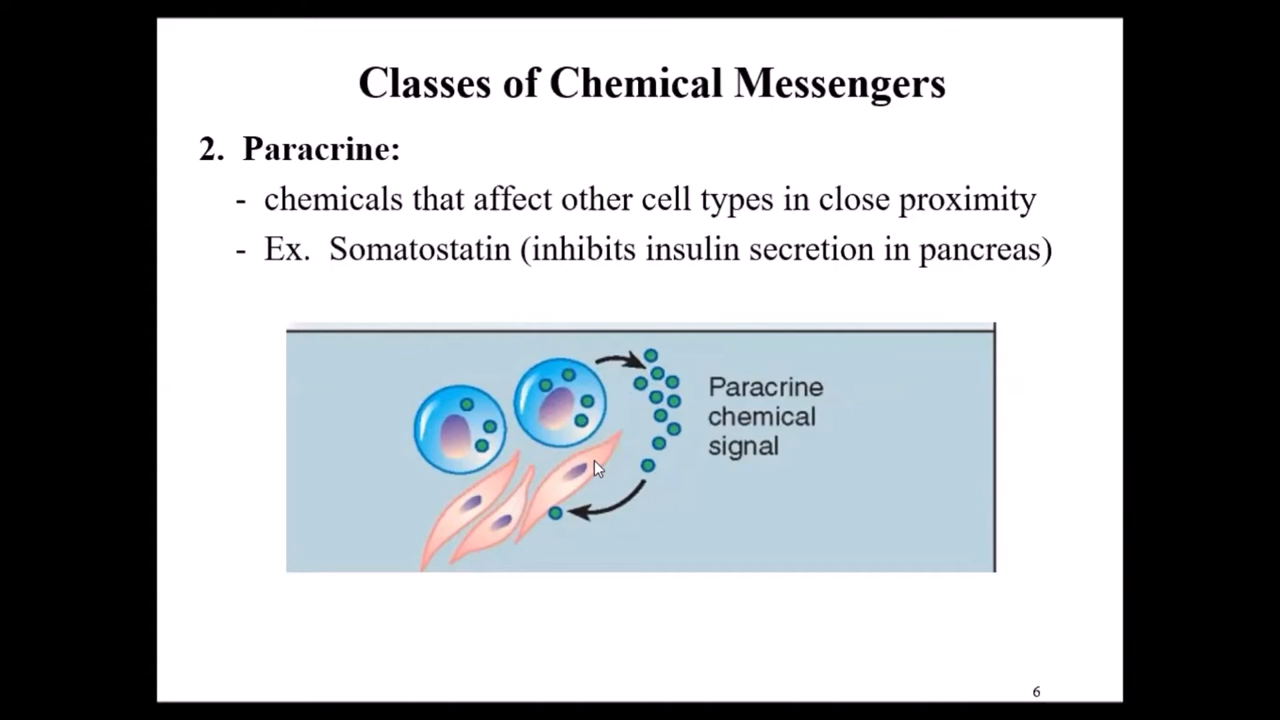 Classes of Chemical Messengers
2. Paracrine:
- chemicals that affect other cell types in close proximity
- Ex. Somatostatin (inhibits insulin secretion in pancreas)
Paracrine
chemical
signal
6